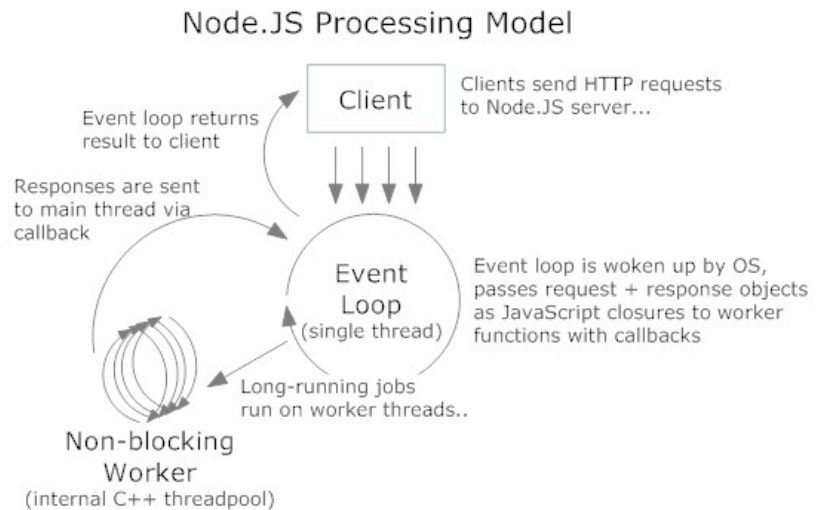 Node.JS Processing Model
Client
Clients send HTTP requests
to Node.JS server...
Event loop returns
result to client
Responses are sent
to main thread via
callback
Event
Loop
(single thread)
Event loop is woken up by OS,
passes request + response objects
as JavaScript closures to worker
functions with callbacks
Long-running jobs
run on worker threads..
Non-blocking
Worker
(internal C++ threadpool)